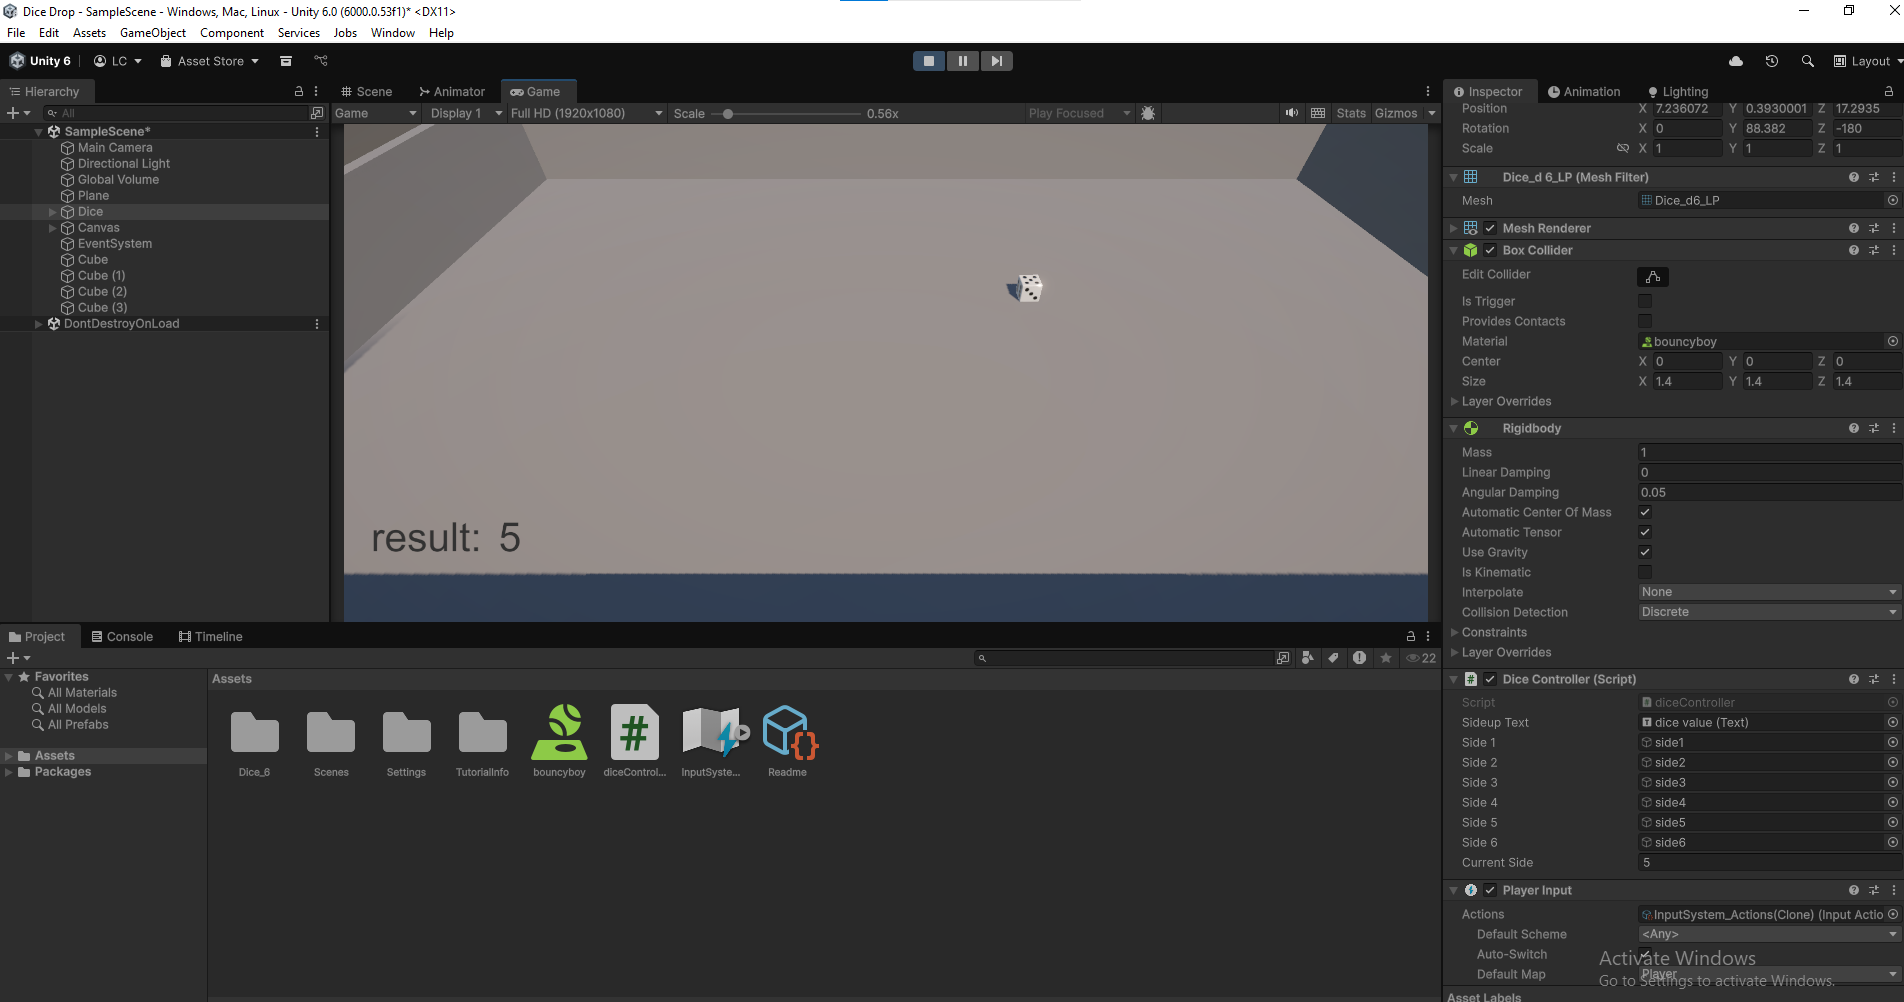 Dice Drop - SampleScene - Windows, Mac, Linux - Unity 6.0 (6000.0.53f1)* <DX11>
File Edit Assets GameObject Component Services Jobs Window Help
Unity 6 LC Asset Store Layout
Hierarchy
All
SampleScene*
Main Camera
Directional Light
Global Volume
Plane
Dice
Canvas
EventSystem
Cube
Cube (1)
Cube (2)
Cube (3)
DontDestroyOnLoad
Scene Animator Game
Game Display 1 Full HD (1920x1080) Scale 0.56x Play Focused Stats Gizmos
result: 5
Inspector Animation Lighting
Position X 7.236072 Y 0.3930001 Z 17.2935
Rotation X 0 Y 88.382 Z -180
Scale X 1 Y 1 Z 1
Dice_d 6_LP (Mesh Filter)
Mesh Dice_d6_LP
Mesh Renderer
Box Collider
Edit Collider
Is Trigger
Provides Contacts
Material bouncyboy
Center X 0 Y 0 Z 0
Size X 1.4 Y 1.4 Z 1.4
Layer Overrides
Rigidbody
Mass 1
Linear Damping 0
Angular Damping 0.05
Automatic Center Of Mass
Automatic Tensor
Use Gravity
Is Kinematic
Interpolate None
Collision Detection Discrete
Constraints
Layer Overrides
# Dice Controller (Script)
Script diceController
Sideup Text dice value (Text)
Side 1 side1
Side 2 side2
Side 3 side3
Side 4 side4
Side 5 side5
Side 6 side6
Current Side 5
Player Input
Actions InputSystem_Actions(Clone) (Input Actio
Default Scheme <Any>
Auto-Switch
Default Map Player
Asset Labels
Activate Windows
Go to Settings to activate Windows.
Project Console Timeline
22
Favorites
All Materials
All Models
All Prefabs
Assets
Packages
Assets
#
Dice_6 Scenes Settings TutorialInfo bouncyboy diceControl... InputSyste... Readme